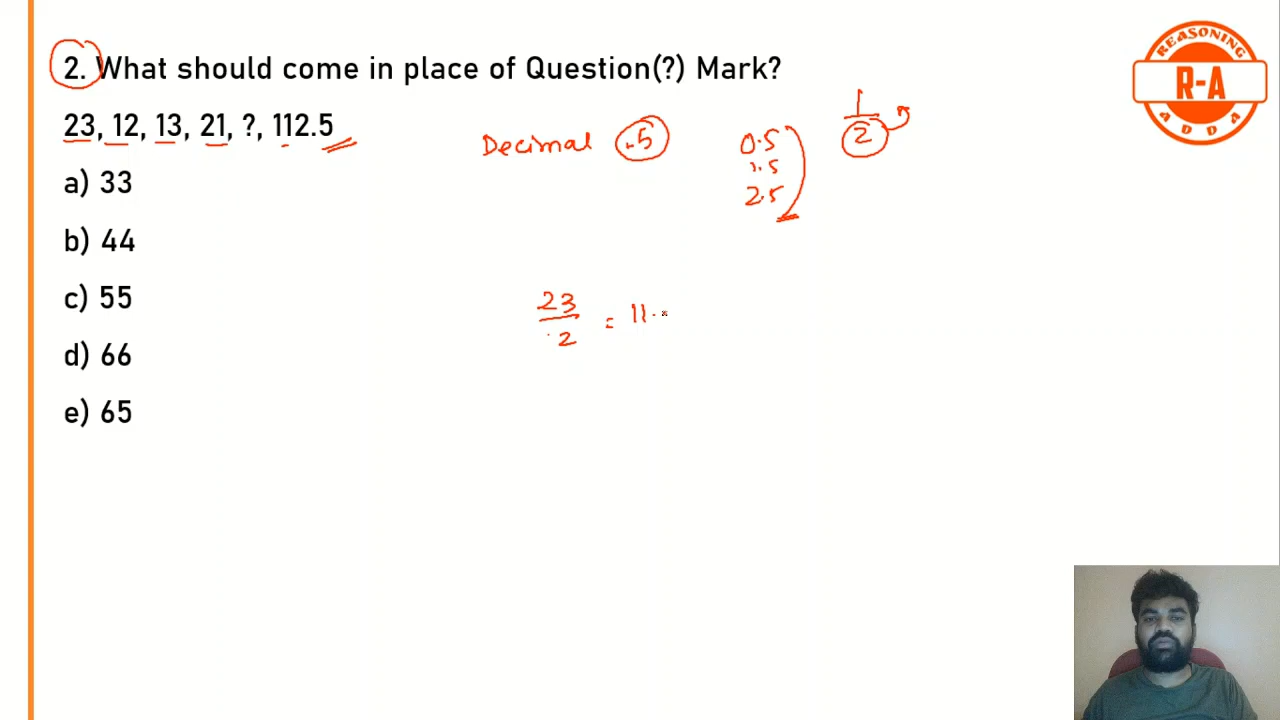 2. What should come in place of Question(?) Mark?
23, 12, 13, 21, ?, 112.5
Decimal .5
0.5
1.5
2.5
1
2
a) 33
b) 44
c) 55
d) 66
e) 65
23
2
= 11.
REASONING
R-A
ADDA